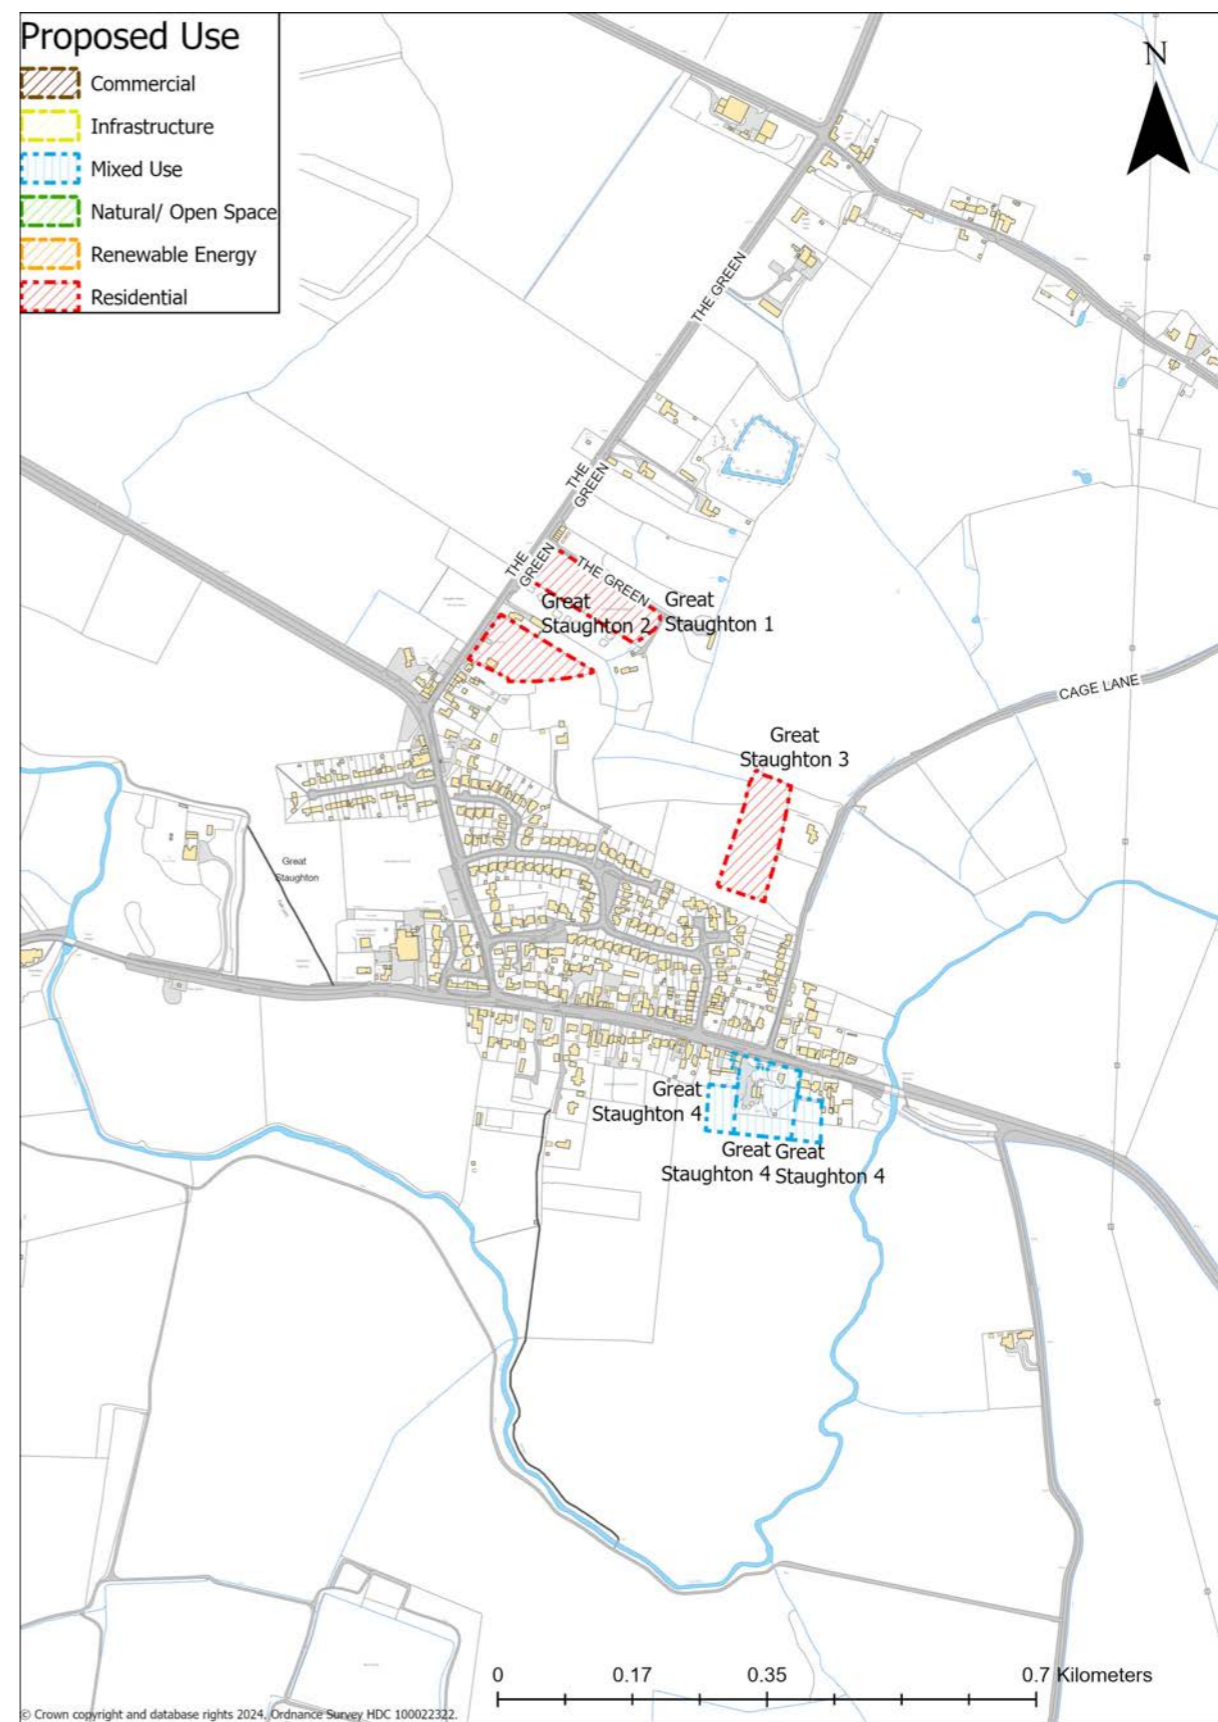 Proposed Use
Commercial
Infrastructure
Mixed Use
Natural/ Open Space
Renewable Energy
Residential
N
THE GREEN
THE
GREEN
THE
GREEN
THE GREEN
Great
Staughton 2
Great
Staughton 1
CAGE LANE
Great
Staughton 3
Great
Staughton
Great
Staughton 4
Great
Staughton 4
Great
Staughton 4
0 0.17 0.35 0.7 Kilometers
© Crown copyright and database rights 2024, Ordnance Survey HDC 100022322.